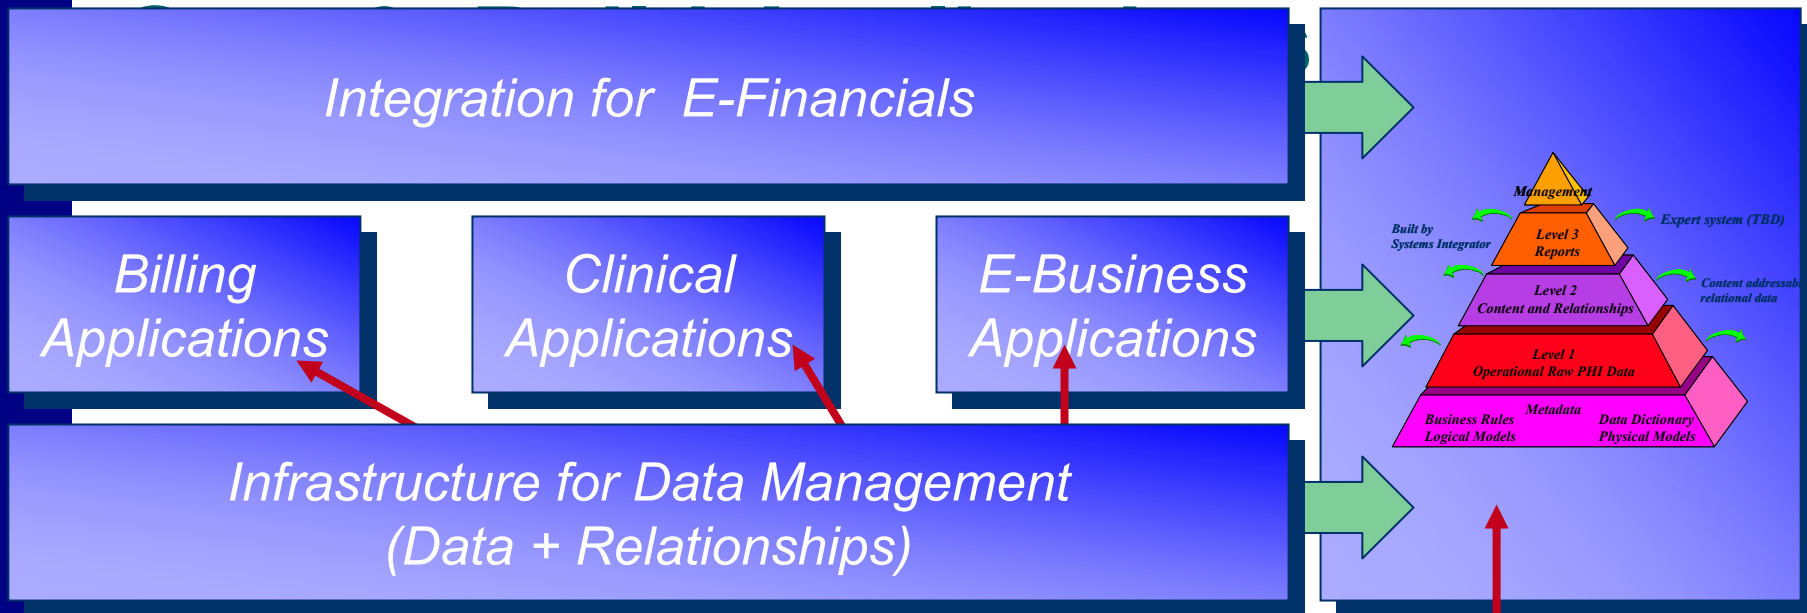 Integration for E-Financials
Billing
Applications
Clinical
Applications
E-Business
Applications
Infrastructure for Data Management
(Data + Relationships)
Management
Expert system (TBD)
Built by
Systems Integrator
Level 3
Reports
Level 2
Content and Relationships
relational data
Level 1
Operational Raw PHI Data
Metadata
Business Rules
Logical Models
Data Dictionary
Physical Models